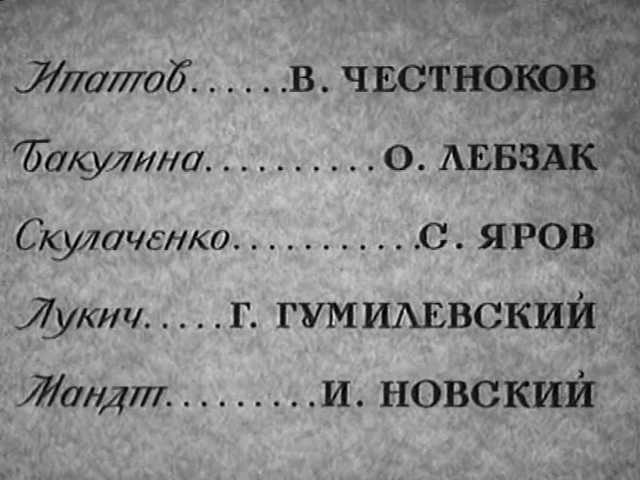 Ипатов......В. ЧЕСТНОКОВ
Бакулина..........О. ЛЕБЗАК
Скулаченко...........С. ЯРОВ
Лукич.....Г. ГУМИЛЕВСКИЙ
Мандт.........И. НОВСКИЙ